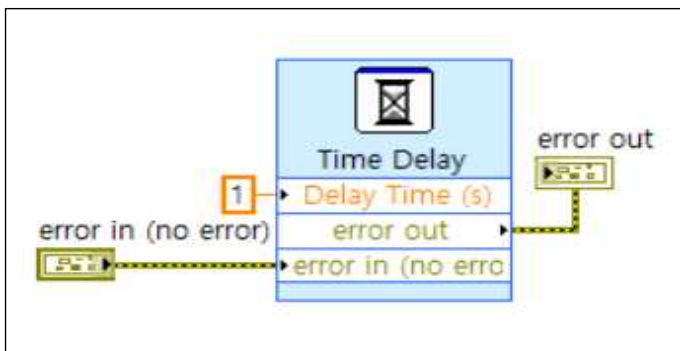 Time Delay
error out
1
Delay Time (s)
error in (no error)
error out
error in (no erro